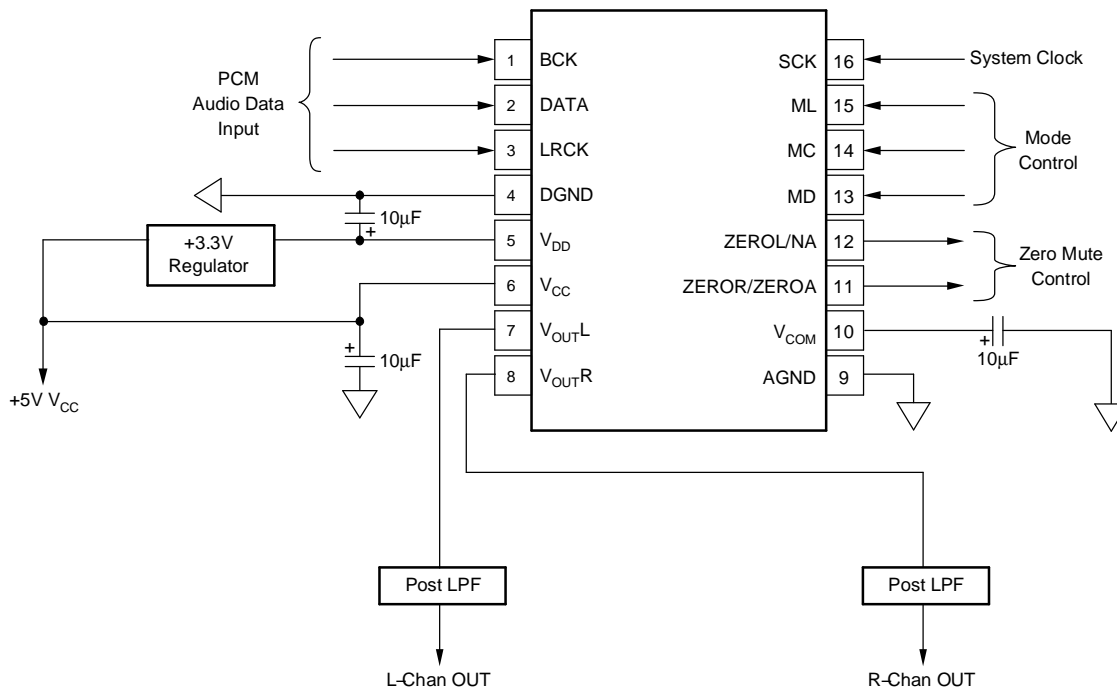 PCM
Audio Data
Input
1 BCK
2 DATA
3 LRCK
4 DGND
5 VDD
6 VCC
7 VOUTL
8 VOUTR
10μF
+
+3.3V
Regulator
+
10μF
+5V VCC
SCK 16
ML 15
MC 14
MD 13
ZEROL/NA 12
ZEROR/ZEROA 11
VCOM 10
AGND 9
System Clock
Mode
Control
Zero Mute
Control
+
10μF
Post LPF
L–Chan OUT
Post LPF
R–Chan OUT